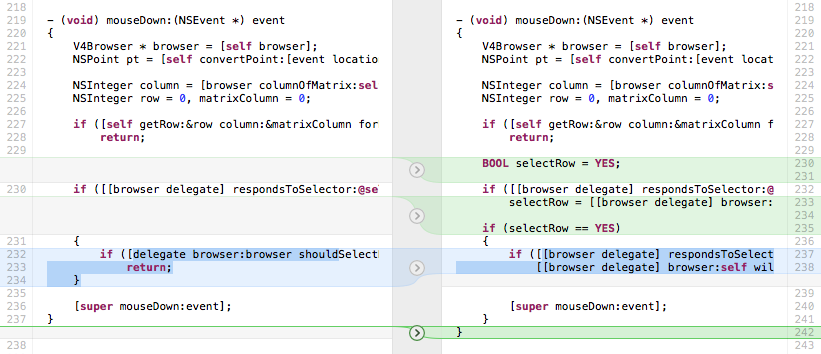 218
219 - (void) mouseDown:(NSEvent *) event
220 {
221 V4Browser * browser = [self browser];
222 NSPoint pt = [self convertPoint:[event locatio
223
224 NSInteger column = [browser columnOfMatrix:sel
225 NSInteger row = 0, matrixColumn = 0;
226
227 if ([self getRow:&row column:&matrixColumn for
228 return;
229
230 if ([[browser delegate] respondsToSelector:@se
231 {
232 if ([delegate browser:browser shouldSelect
233 return;
234 }
235
236 [super mouseDown:event];
237 }
238
218
- (void) mouseDown:(NSEvent *) event 219
{ 220
V4Browser * browser = [self browser]; 221
NSPoint pt = [self convertPoint:[event locat 222
223
NSInteger column = [browser columnOfMatrix:s 224
NSInteger row = 0, matrixColumn = 0; 225
226
if ([self getRow:&row column:&matrixColumn f 227
return; 228
229
BOOL selectRow = YES; 230
231
if ([[browser delegate] respondsToSelector:@ 232
selectRow = [[browser delegate] browser: 233
234
if (selectRow == YES) 235
{ 236
if ([[browser delegate] respondsToSelect 237
[[browser delegate] browser:self wil 238
239
[super mouseDown:event]; 240
} 241
} 242
243